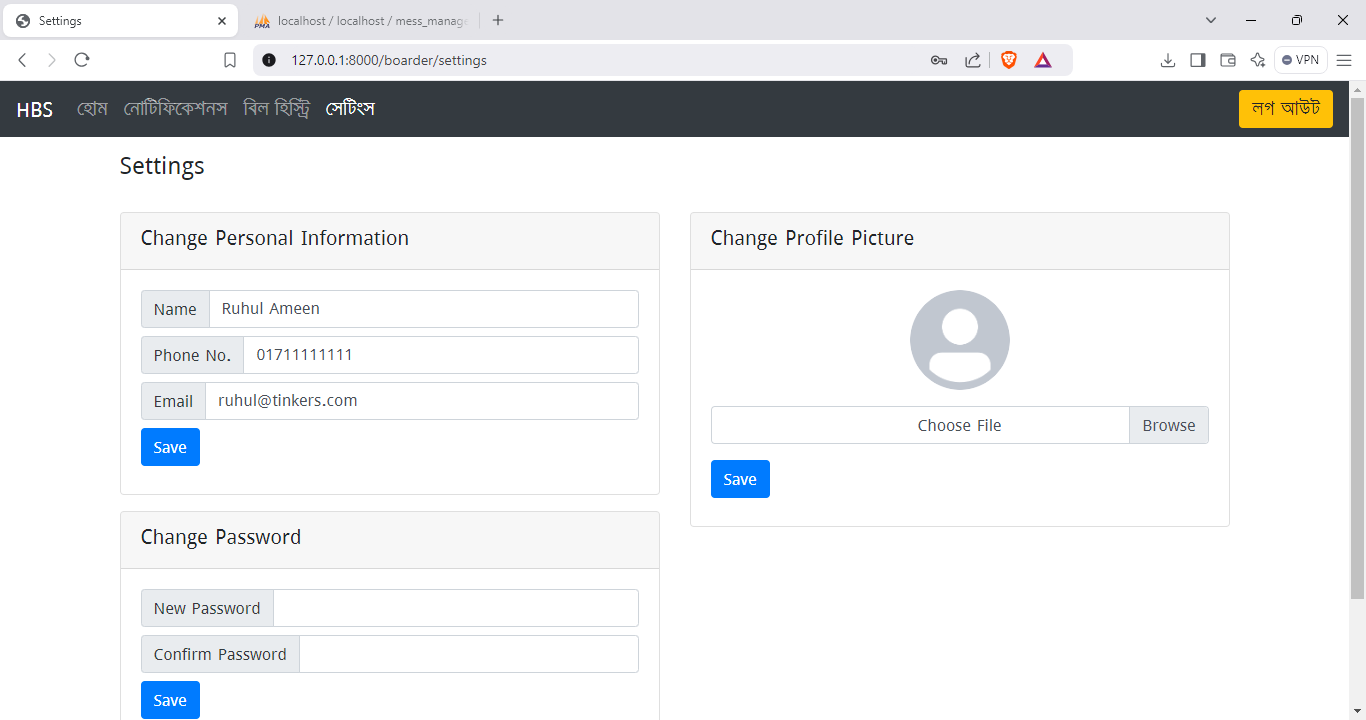 Settings
localhost / localhost / mess_manage
127.0.0.1:8000/boarder/settings
VPN
HBS হোম নোটিফিকেশনস বিল হিস্ট্রি সেটিংস লগ আউট
Settings
Change Personal Information
Name Ruhul Ameen
Phone No. 01711111111
Email ruhul@tinkers.com
Save
Change Profile Picture
Choose File Browse
Save
Change Password
New Password
Confirm Password
Save